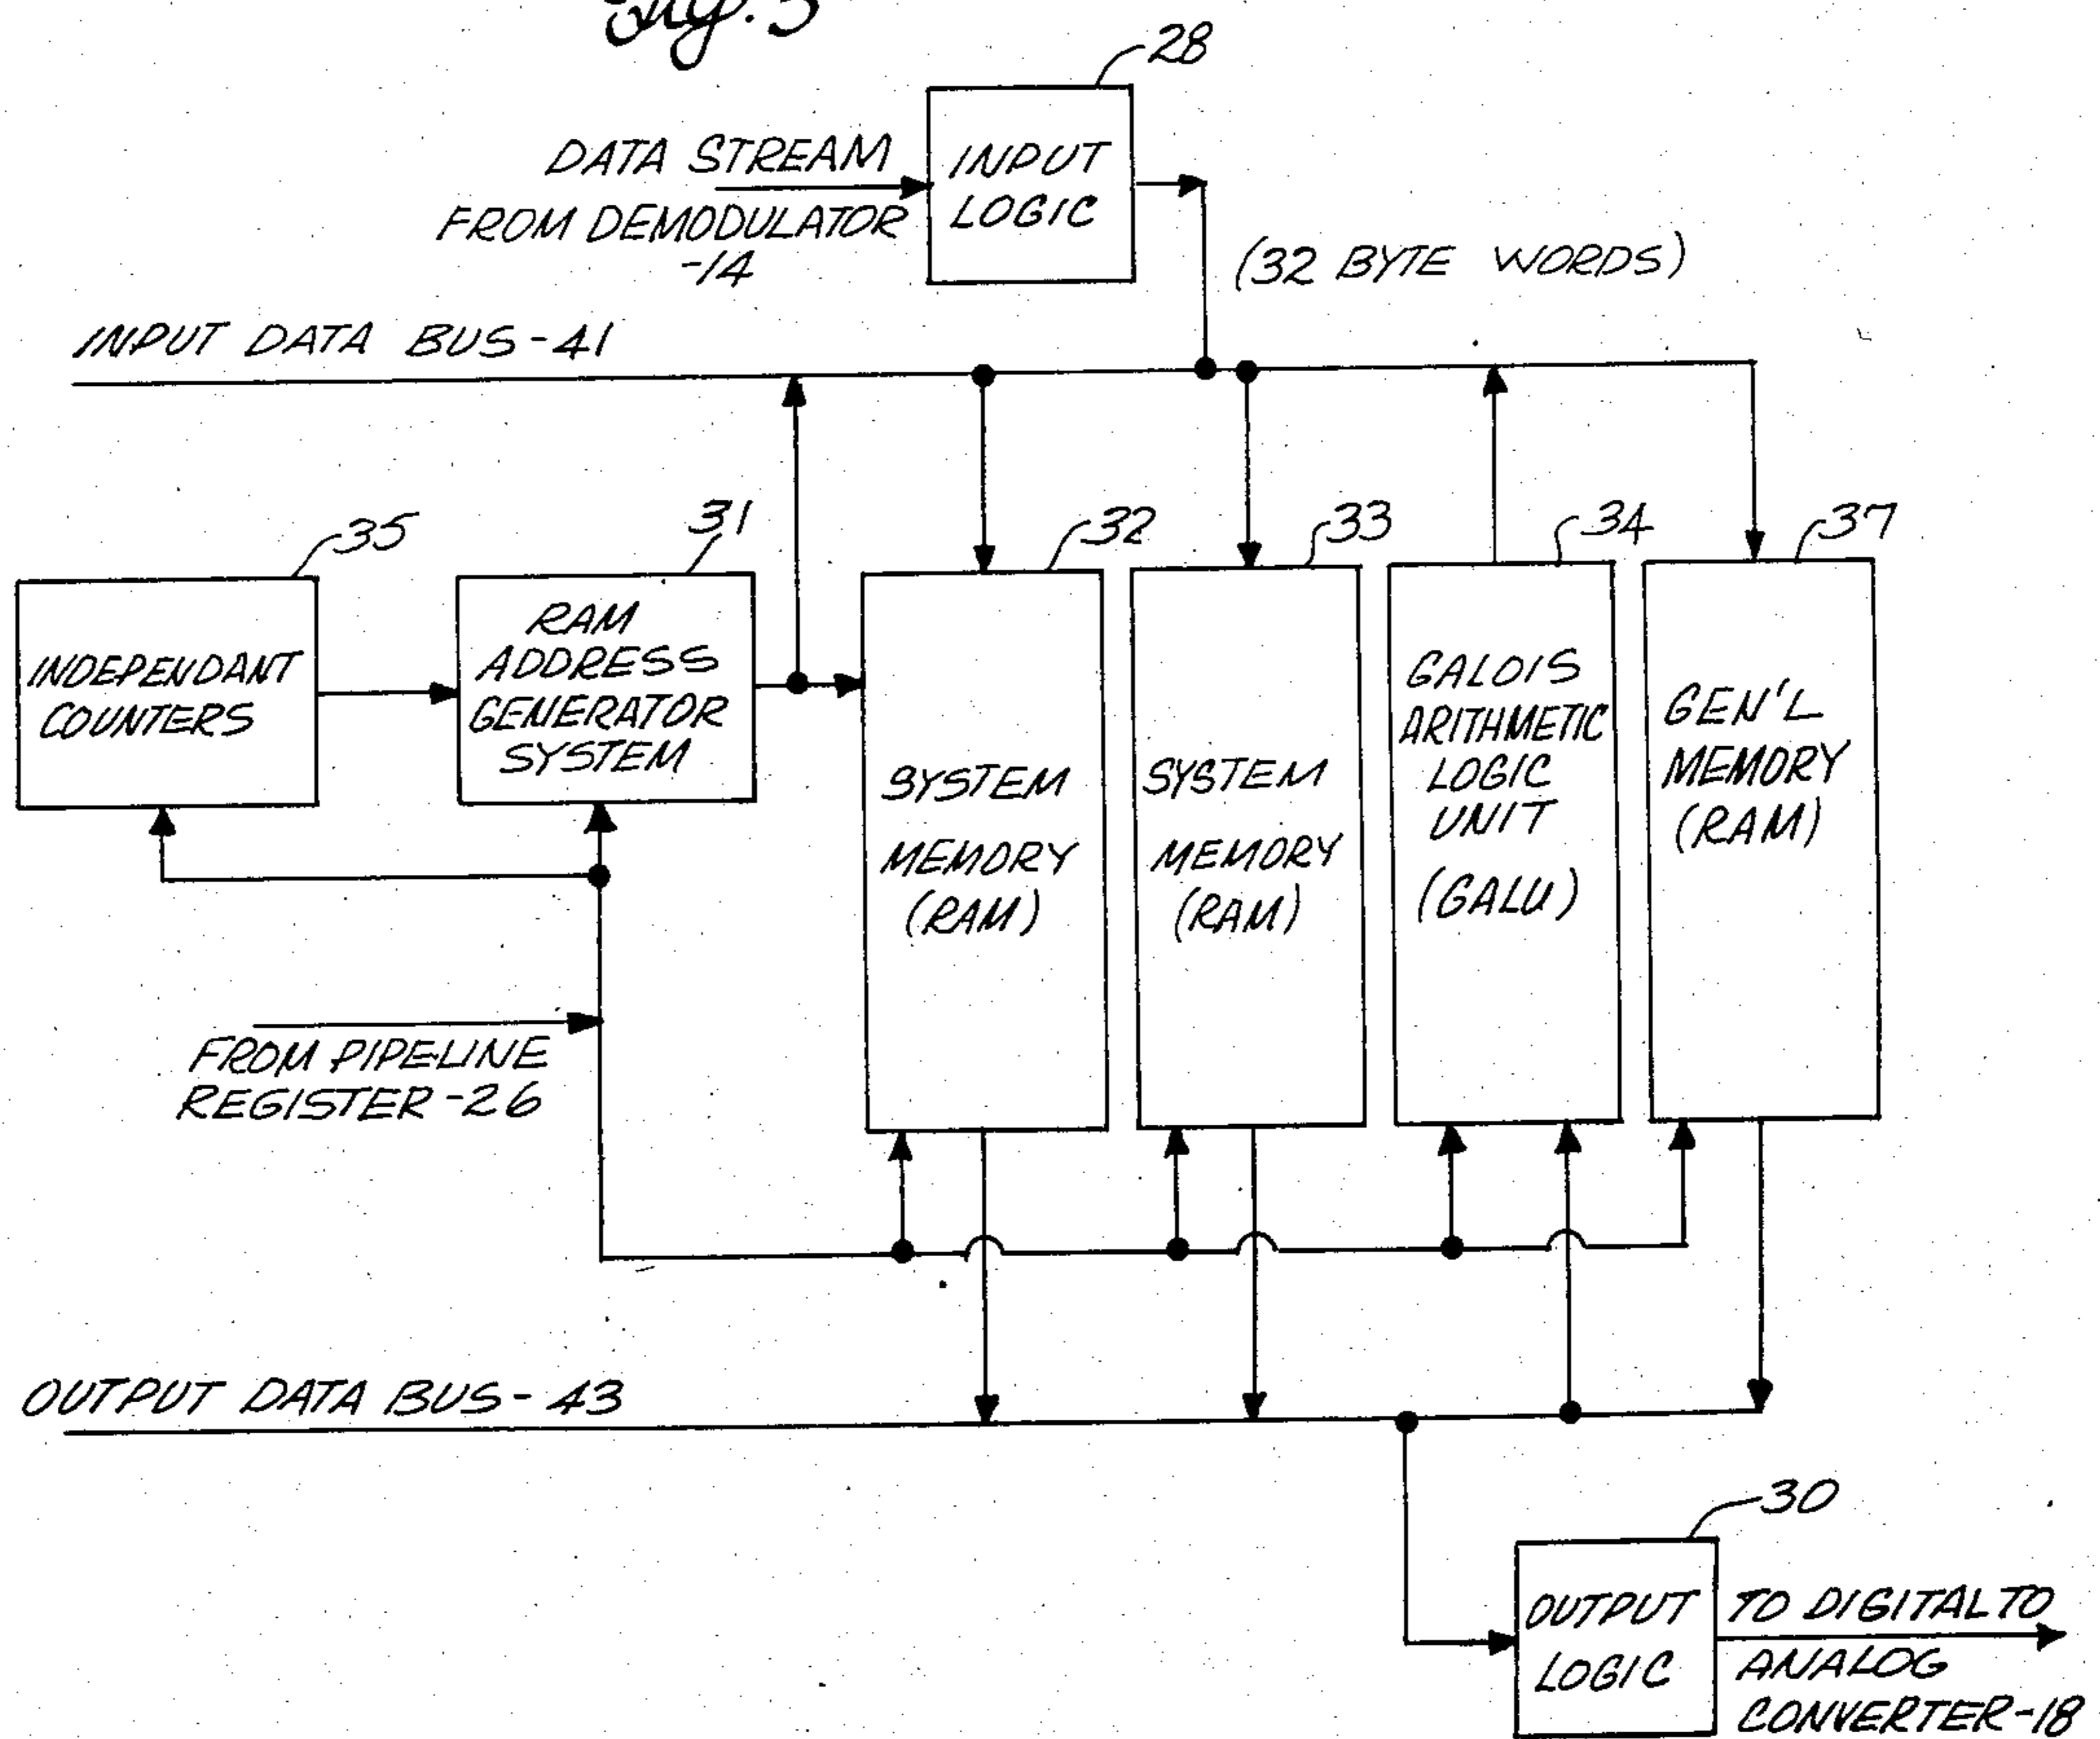 Fig. 3
28
DATA STREAM
FROM DEMODULATOR
-14
INPUT
LOGIC
(32 BYTE WORDS)
INPUT DATA BUS-41
35
31
32
33
34
37
INDEPENDANT
COUNTERS
RAM
ADDRESS
GENERATOR
SYSTEM
SYSTEM
MEMORY
(RAM)
SYSTEM
MEMORY
(RAM)
GALOIS
ARITHMETIC
LOGIC
UNIT
(GALU)
GEN'L
MEMORY
(RAM)
FROM PIPELINE
REGISTER-26
OUTPUT DATA BUS-43
30
OUTPUT
LOGIC
TO DIGITAL TO
ANALOG
CONVERTER-18